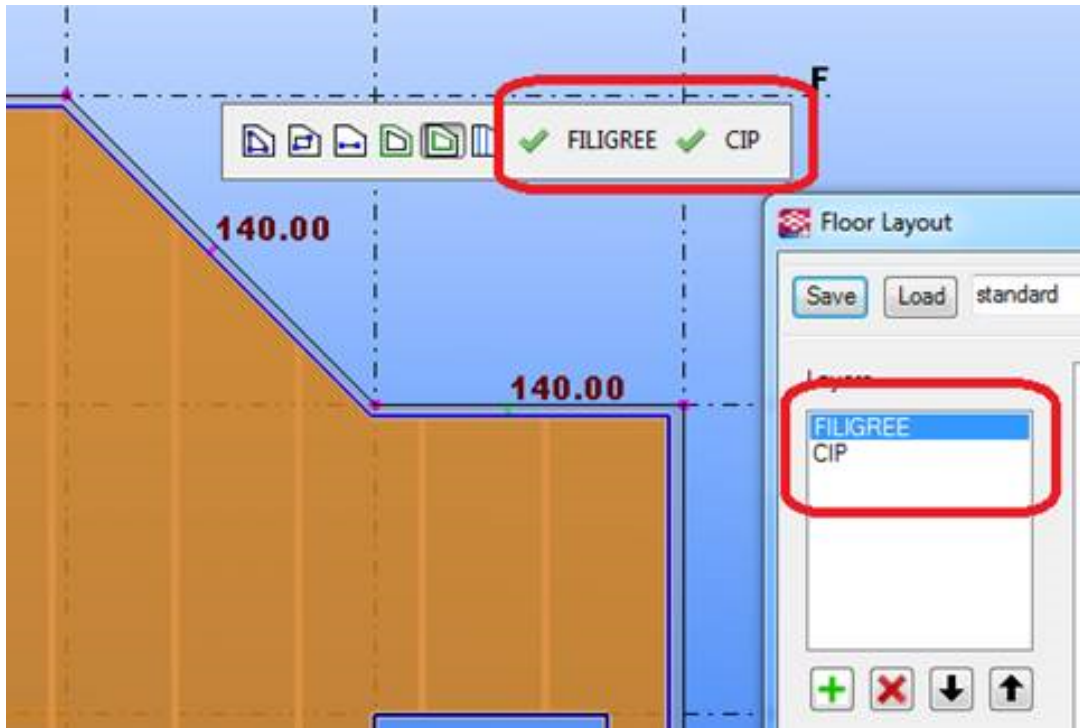 F
FILIGREE CIP
140.00
Floor Layout
Save Load standard
Layers
140.00
FILIGREE
CIP